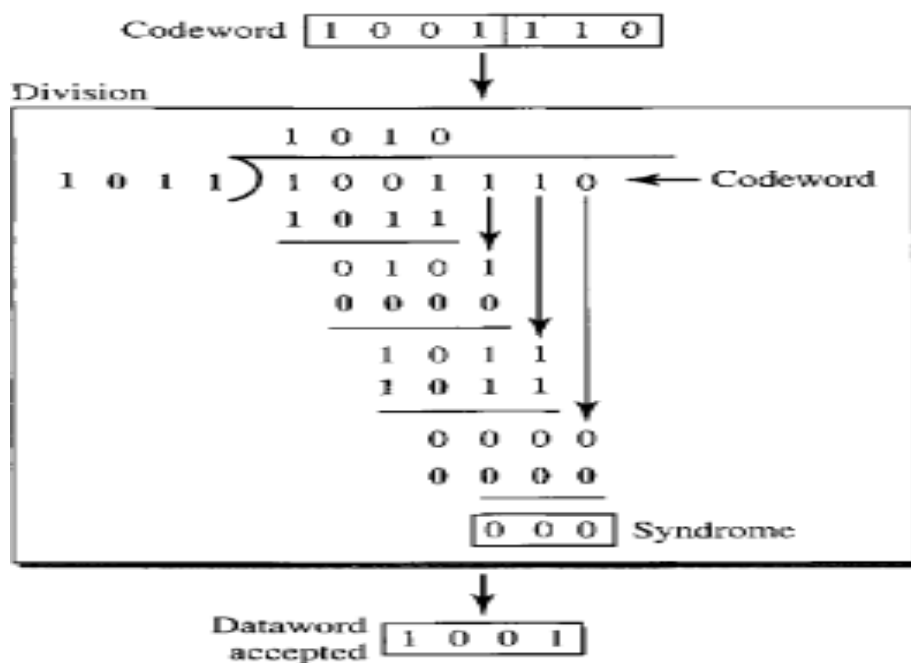 Codeword 1 0 0 1 1 1 0
Division
1 0 1 0
1 0 1 1 1 0 0 1 1 1 0 Codeword
1 0 1 1
0 1 0 1
0 0 0 0
1 0 1 1
1 0 1 1
0 0 0 0
0 0 0 0
0 0 0 Syndrome
Dataword
accepted 1 0 0 1